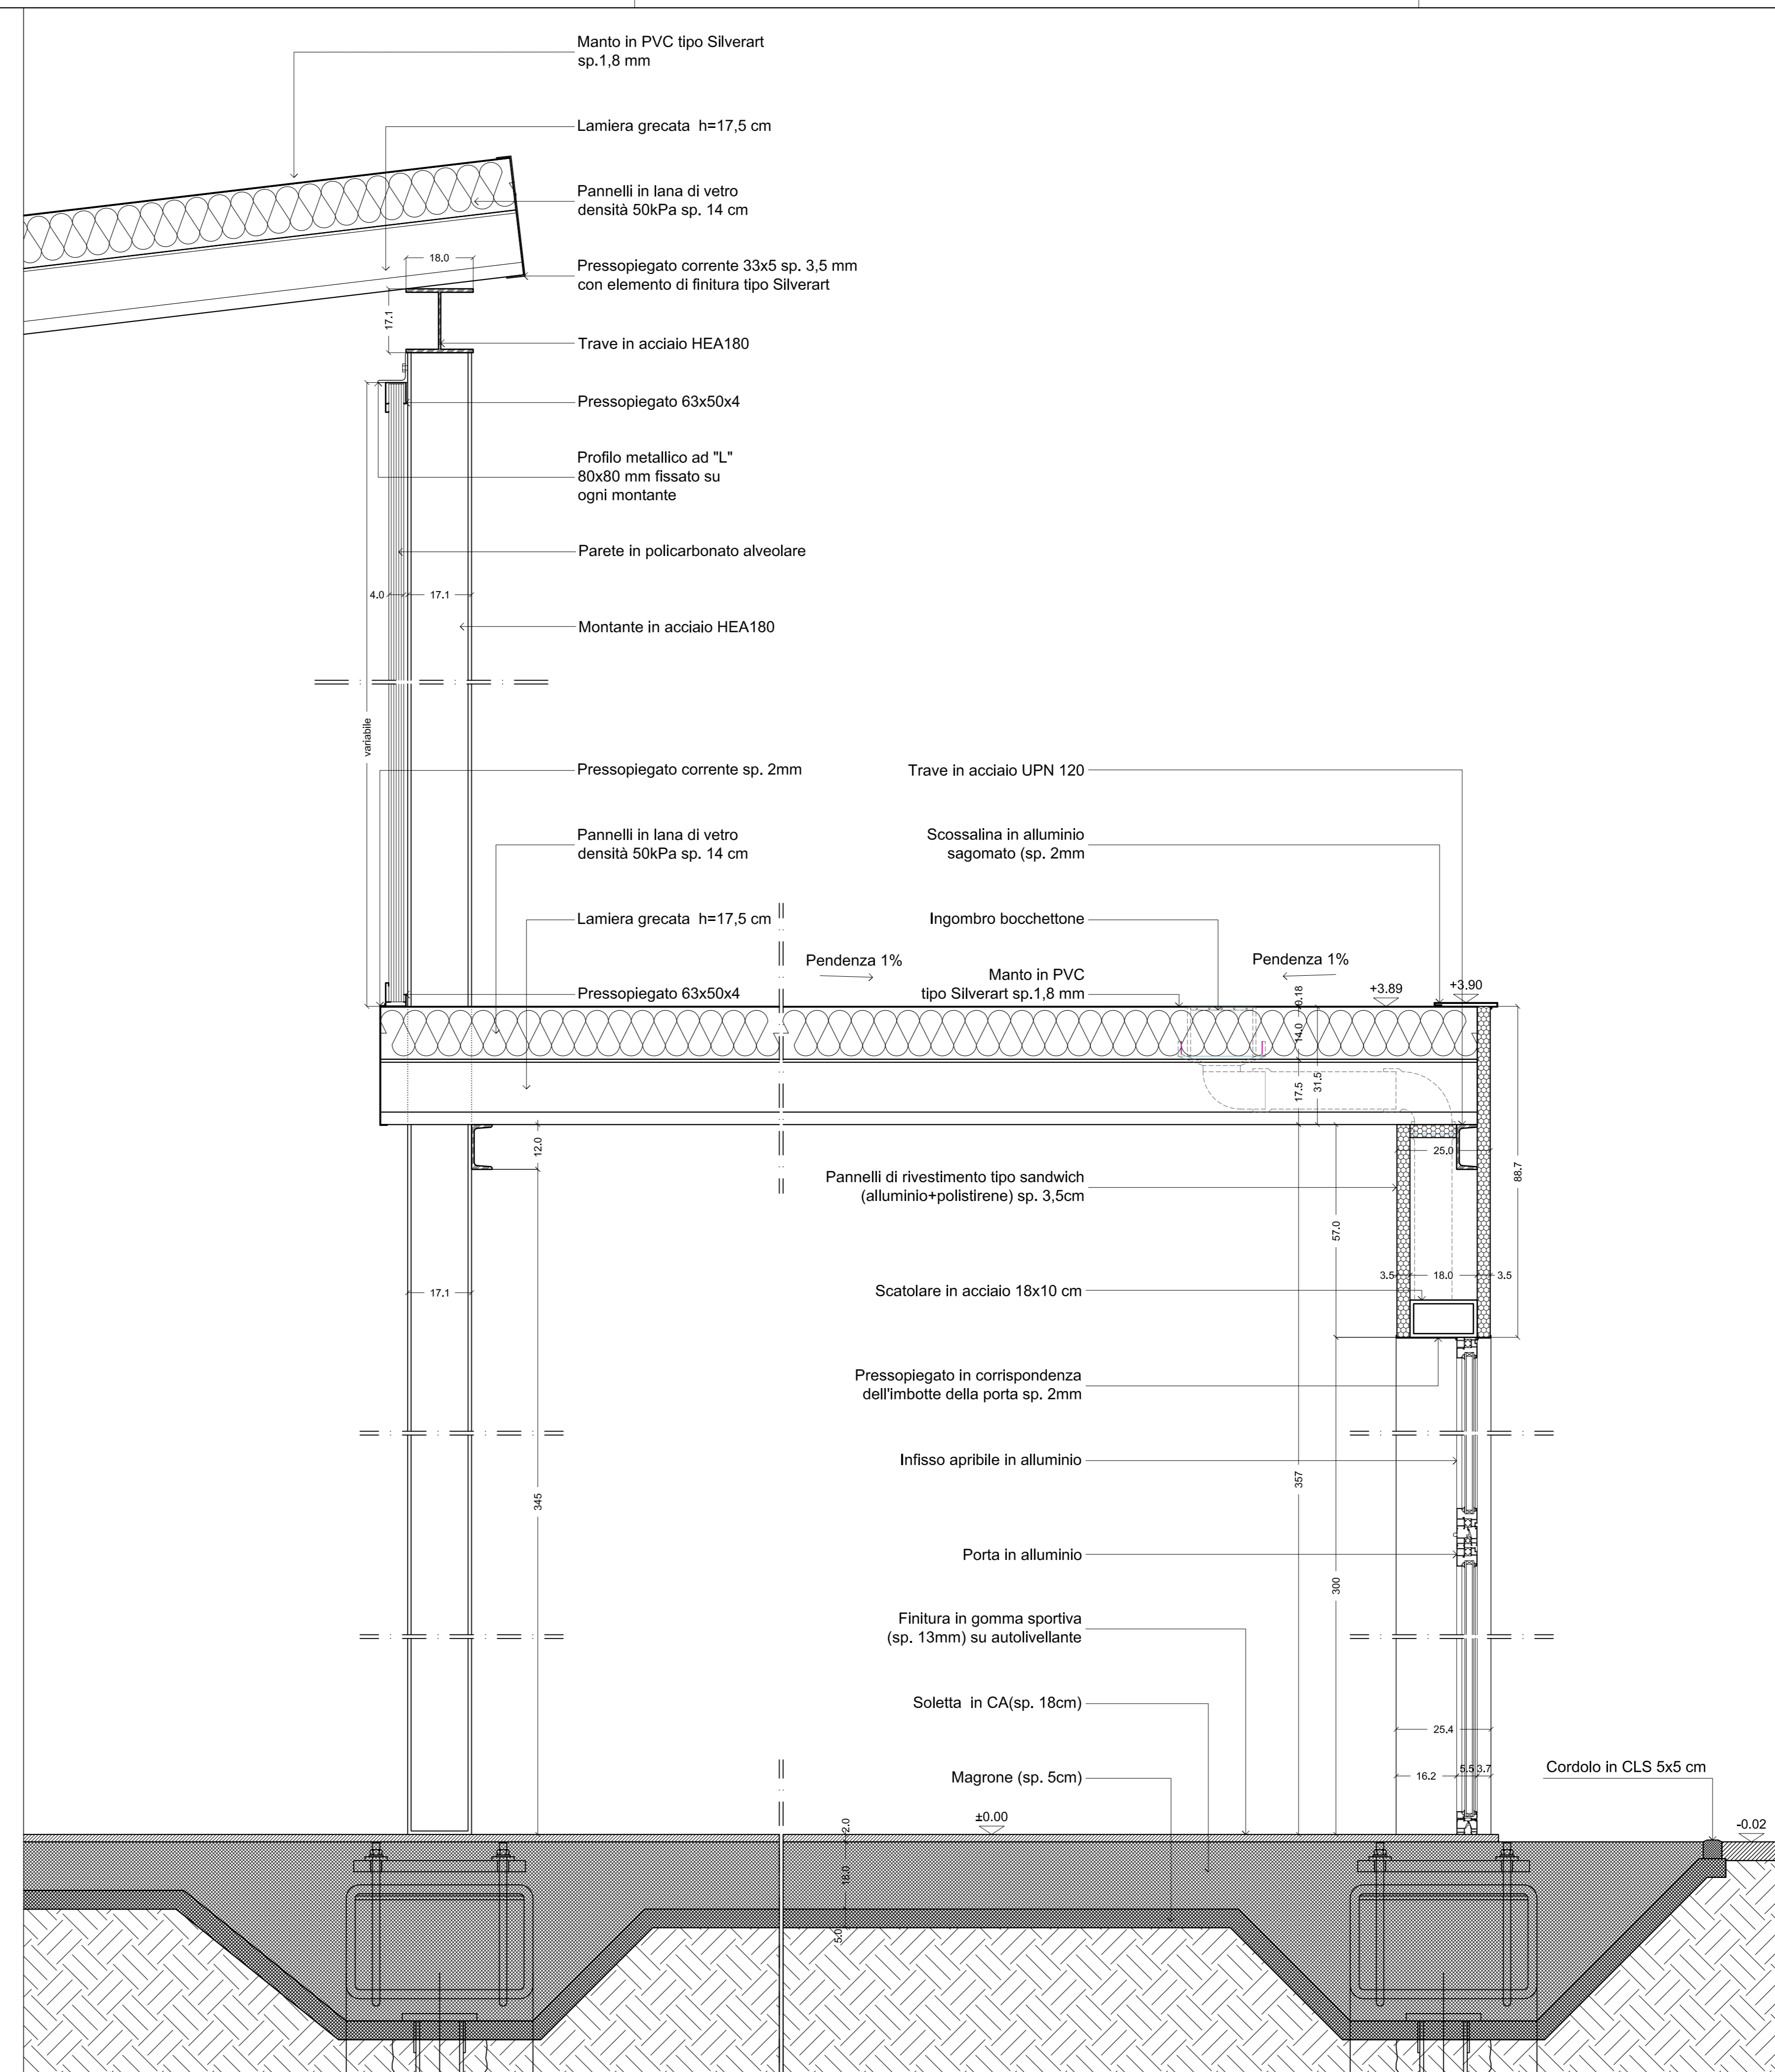 Manto in PVC tipo Silverart
sp.1,8 mm
Lamiera grecata h=17,5 cm
Pannelli in lana di vetro
densità 50kPa sp. 14 cm
18.0
Pressopiegato corrente 33x5 sp. 3,5 mm
con elemento di finitura tipo Silverart
17.1
Trave in acciaio HEA180
Pressopiegato 63x50x4
Profilo metallico ad "L"
80x80 mm fissato su
ogni montante
Parete in policarbonato alveolare
4.0
17.1
Montante in acciaio HEA180
variabile
Pressopiegato corrente sp. 2mm
Trave in acciaio UPN 120
Pannelli in lana di vetro
densità 50kPa sp. 14 cm
Scossalina in alluminio
sagomato (sp. 2mm
Lamiera grecata h=17,5 cm
Ingombro bocchettone
Pendenza 1%
Pendenza 1%
Manto in PVC
tipo Silverart sp.1,8 mm
Pressopiegato 63x50x4
+3.89
+3.90
0.18
14.0
17.5
31.5
12.0
25.0
88.7
Pannelli di rivestimento tipo sandwich
(alluminio+polistirene) sp. 3,5cm
57.0
17.1
3.5
18.0
3.5
Scatolare in acciaio 18x10 cm
Pressopiegato in corrispondenza
dell'imbotte della porta sp. 2mm
Infisso apribile in alluminio
345
357
Porta in alluminio
300
Finitura in gomma sportiva
(sp. 13mm) su autolivellante
Soletta in CA(sp. 18cm)
25.4
Magrone (sp. 5cm)
16.2
5.5
3.7
Cordolo in CLS 5x5 cm
±0.00
-0.02
2.0
18.0
5.0